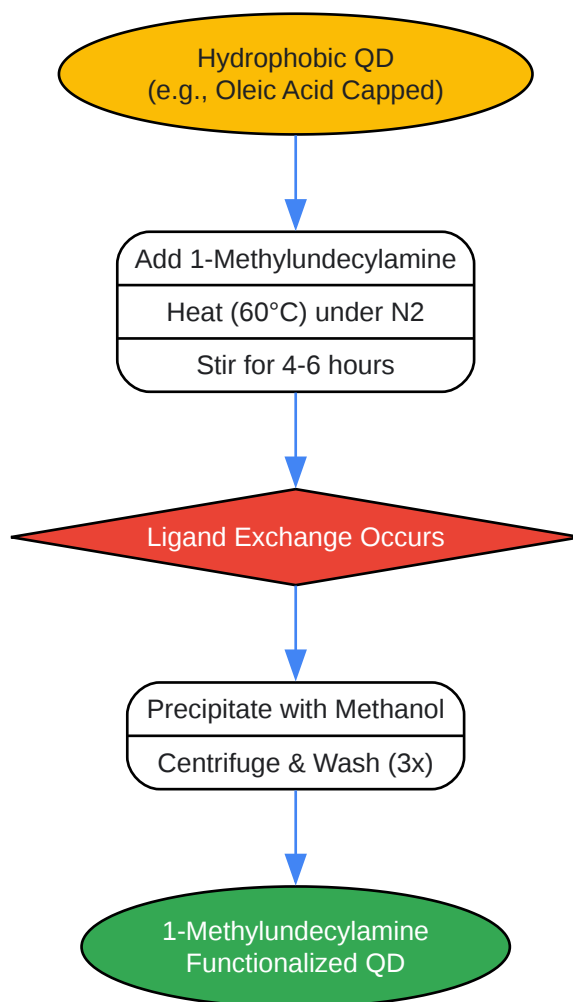 Hydrophobic QD
(e.g., Oleic Acid Capped)
Add 1-Methylundecylamine
Heat (60°C) under N2
Stir for 4-6 hours
Ligand Exchange Occurs
Precipitate with Methanol
Centrifuge & Wash (3x)
1-Methylundecylamine
Functionalized QD